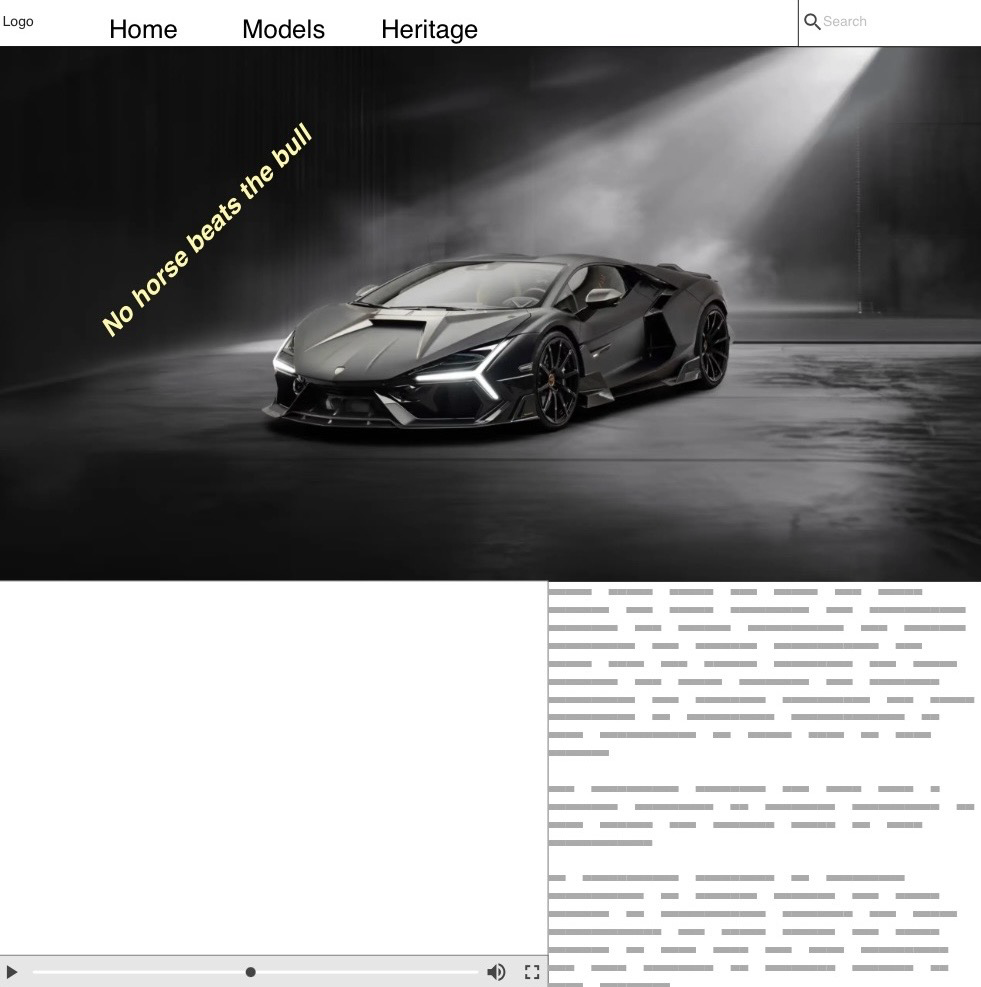 Logo
Home
Models
Heritage
Search
No horse beats the bull